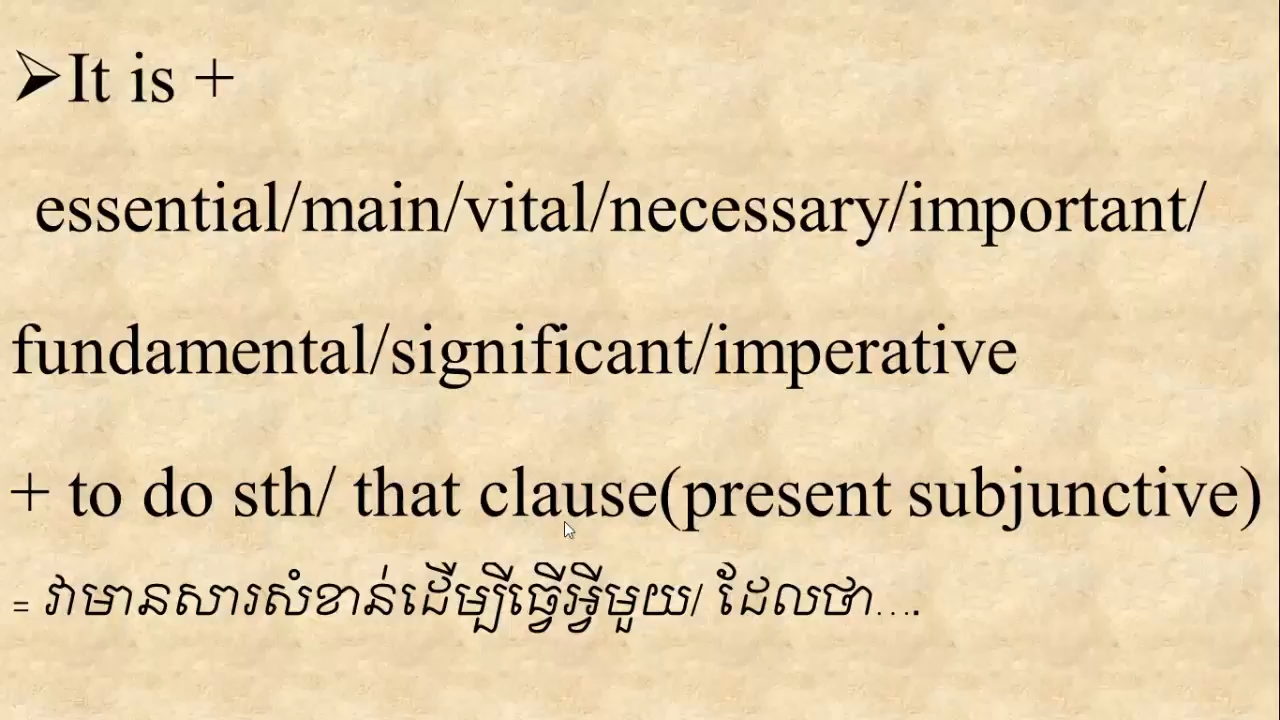 ➢It is +
essential/main/vital/necessary/important/
fundamental/significant/imperative
+ to do sth/ that clause(present subjunctive)
= វាមានសារសំខាន់ដើម្បីធ្វើអ្វីមួយ/ ដែលថា….